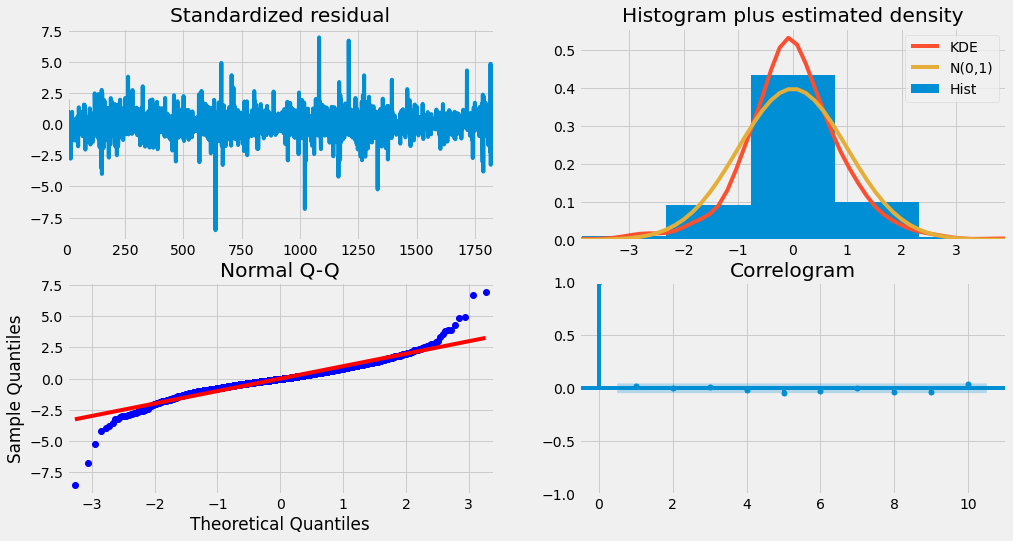 Standardized residual
7.5
5.0
2.5
0.0
−2.5
−5.0
−7.5
0 250 500 750 1000 1250 1500 1750
Histogram plus estimated density
KDE
N(0,1)
Hist
0.5
0.4
0.3
0.2
0.1
0.0
−3 −2 −1 0 1 2 3
Normal Q-Q
Sample Quantiles
7.5
5.0
2.5
0.0
−2.5
−5.0
−7.5
−3 −2 −1 0 1 2 3
Theoretical Quantiles
Correlogram
1.0
0.5
0.0
−0.5
−1.0
0 2 4 6 8 10